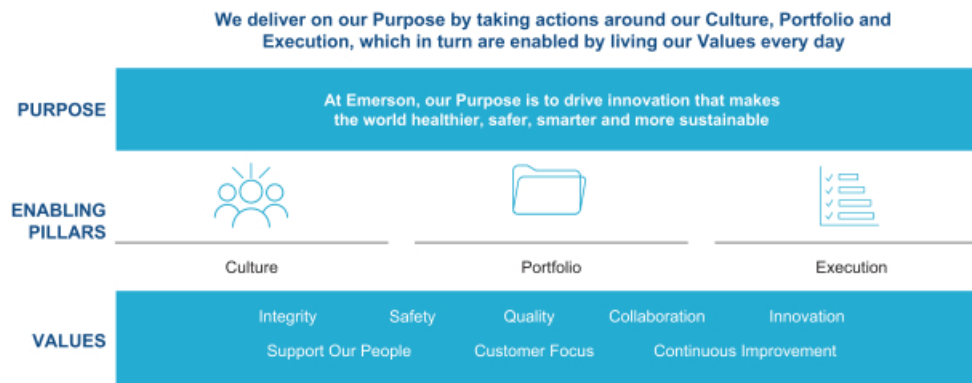 We deliver on our Purpose by taking actions around our Culture, Portfolio and
Execution, which in turn are enabled by living our Values every day
PURPOSE
At Emerson, our Purpose is to drive innovation that makes
the world healthier, safer, smarter and more sustainable
ENABLING
PILLARS
Culture
Portfolio
Execution
VALUES
Integrity Safety Quality Collaboration Innovation
Support Our People Customer Focus Continuous Improvement